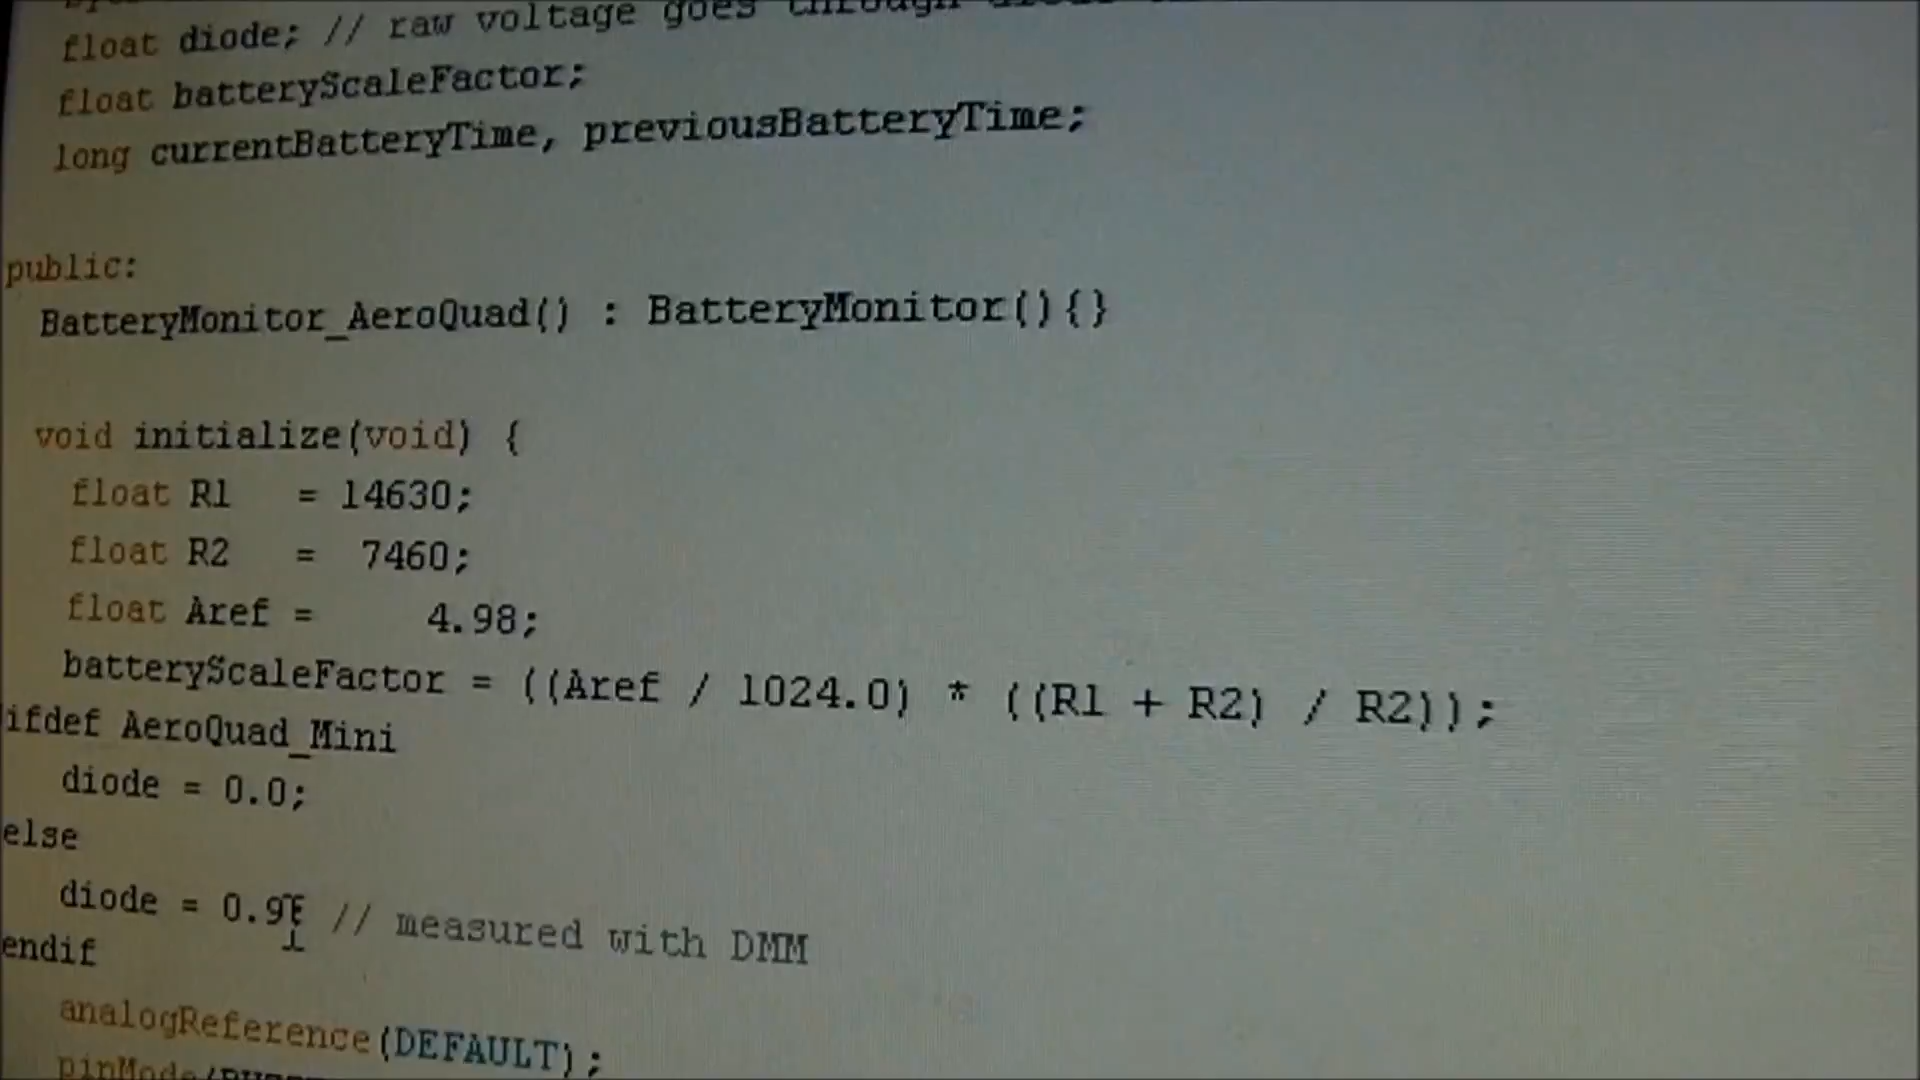 float diode; // raw voltage goes through
float batteryScaleFactor;
long currentBatteryTime, previousBatteryTime;
public:
BatteryMonitor_AeroQuad() : BatteryMonitor(){}
void initialize(void) {
float R1 = 14630;
float R2 = 7460;
float Aref = 4.98;
batteryScaleFactor = ((Aref / 1024.0) * ((R1 + R2) / R2));
ifdef AeroQuad_Mini
diode = 0.0;
else
diode = 0.9 // measured with DMM
endif
analogReference(DEFAULT);